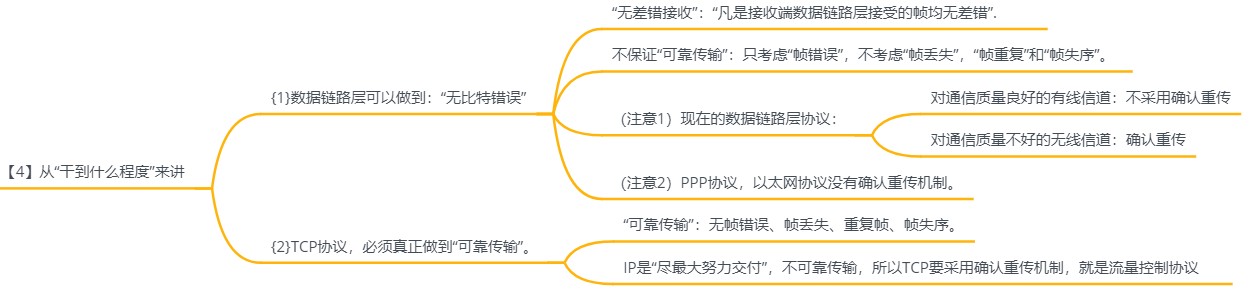 【4】从“干到什么程度”来讲
{1}数据链路层可以做到：“无比特错误”
“无差错接收”：“凡是接收端数据链路层接受的帧均无差错”.
不保证“可靠传输”：只考虑“帧错误”，不考虑“帧丢失”，“帧重复”和“帧失序”。
(注意1）现在的数据链路层协议：
对通信质量良好的有线信道：不采用确认重传
对通信质量不好的无线信道：确认重传
(注意2）PPP协议，以太网协议没有确认重传机制。
{2}TCP协议，必须真正做到“可靠传输”。
“可靠传输”：无帧错误、帧丢失、重复帧、帧失序。
IP是“尽最大努力交付”，不可靠传输，所以TCP要采用确认重传机制，就是流量控制协议